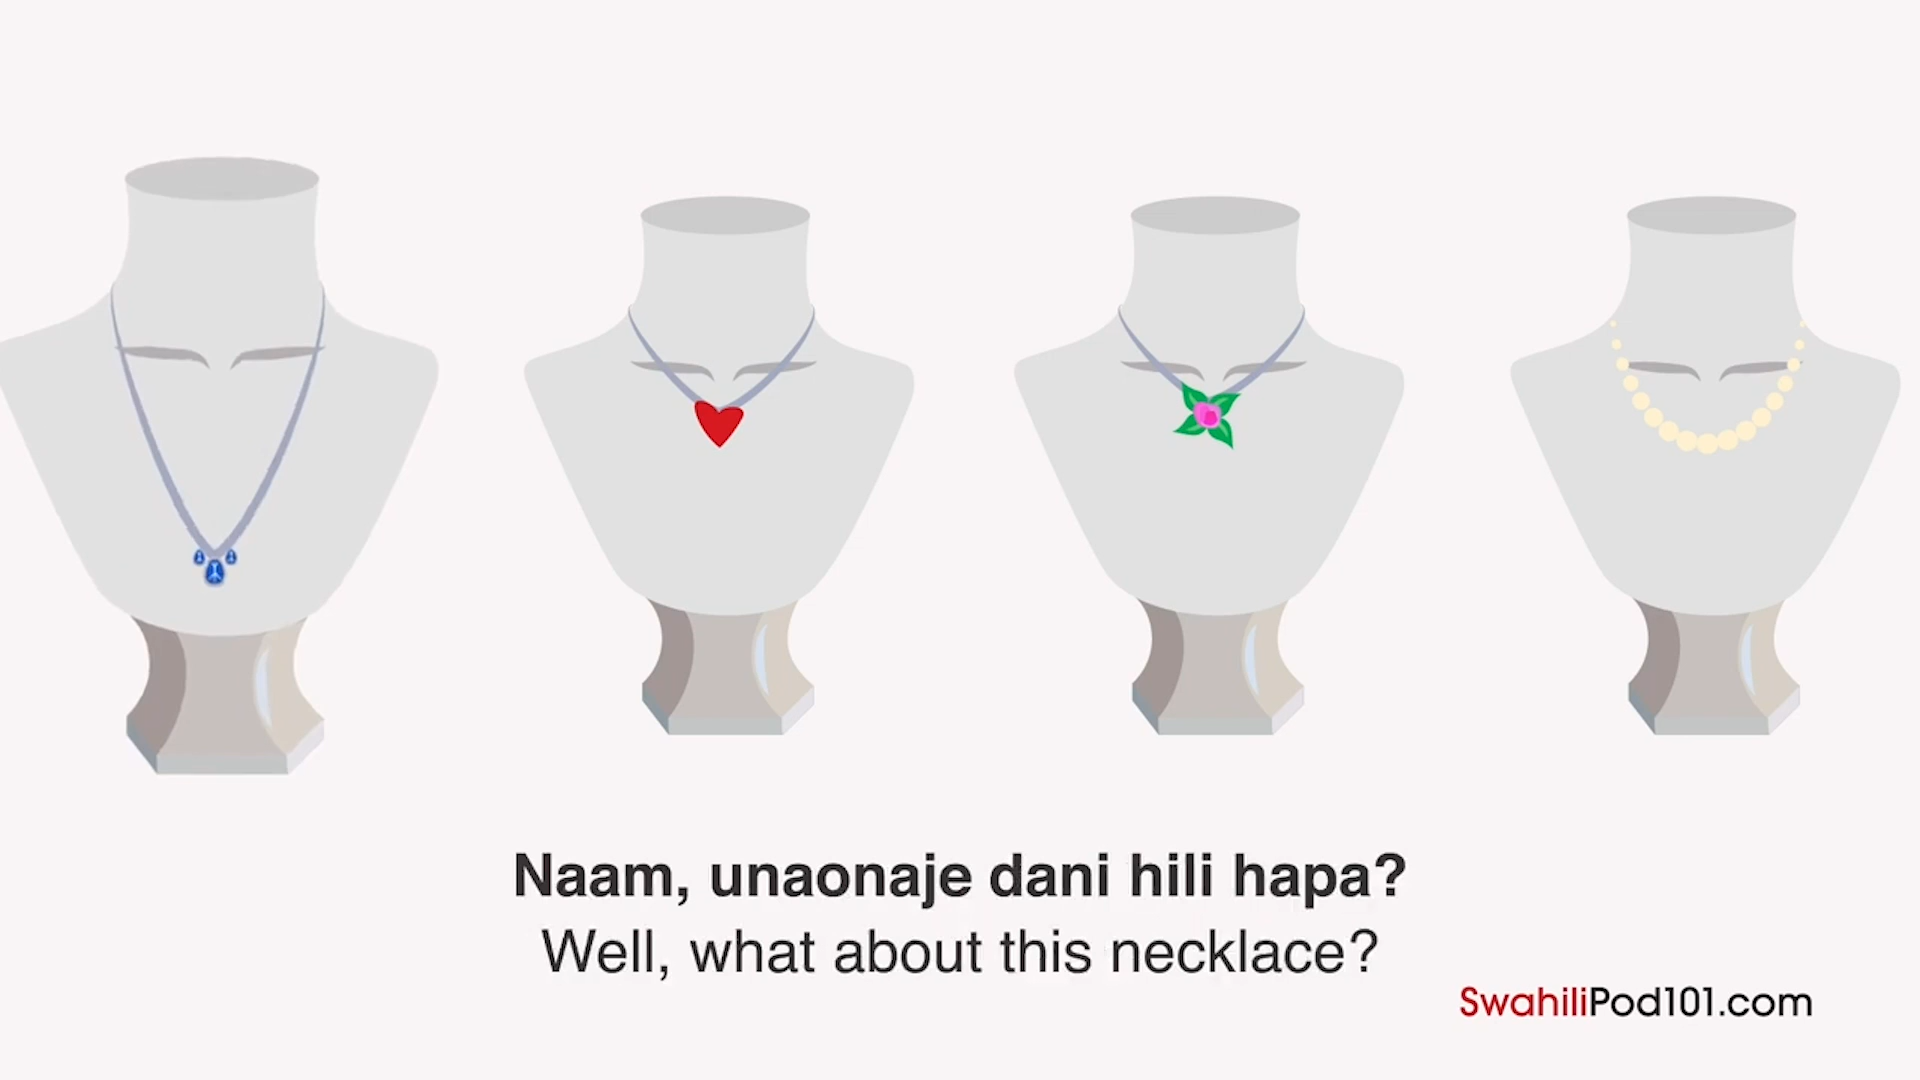 Naam, unaonaje dani hili hapa?
Well, what about this necklace?
SwahiliPod101.com